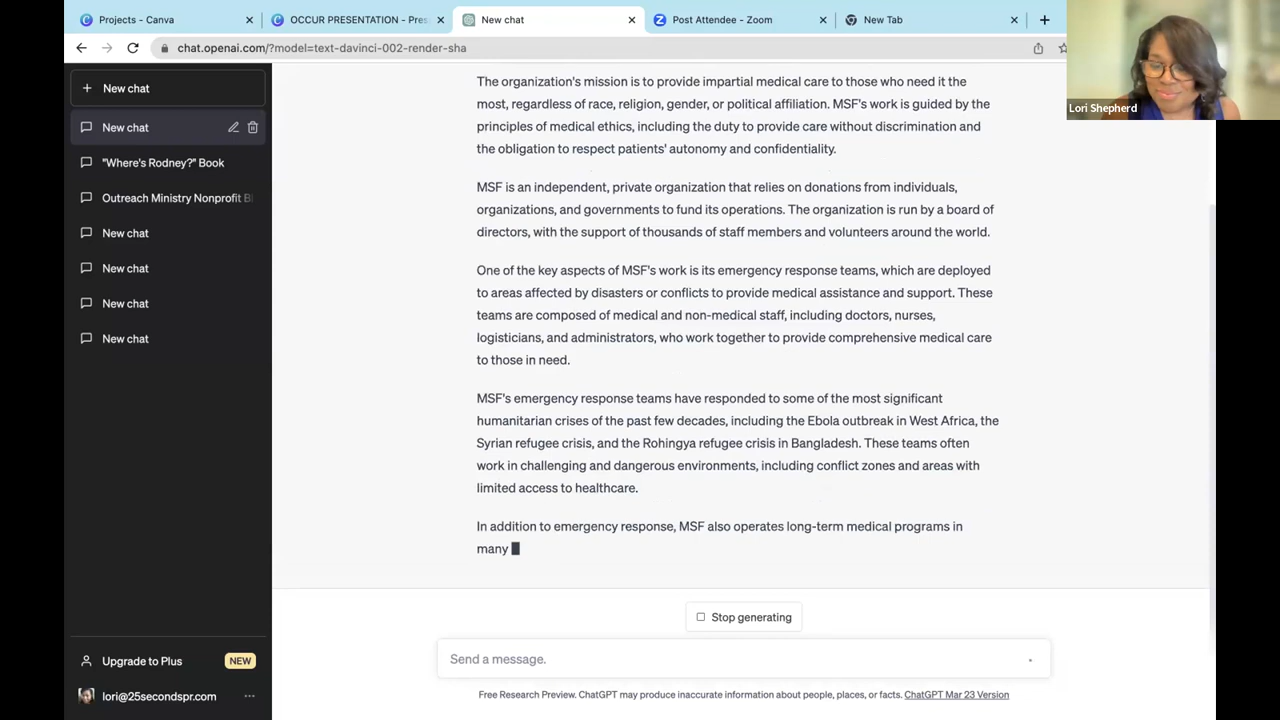 Projects - Canva
OCCUR PRESENTATION - Pres
New chat
Post Attendee - Zoom
New Tab
chat.openai.com/?model=text-davinci-002-render-sha
Lori Shepherd
New chat
New chat
"Where's Rodney?" Book
Outreach Ministry Nonprofit B
New chat
New chat
New chat
New chat
Upgrade to Plus
NEW
lori@25secondspr.com
The organization's mission is to provide impartial medical care to those who need it the
most, regardless of race, religion, gender, or political affiliation. MSF's work is guided by the
principles of medical ethics, including the duty to provide care without discrimination and
the obligation to respect patients' autonomy and confidentiality.
MSF is an independent, private organization that relies on donations from individuals,
organizations, and governments to fund its operations. The organization is run by a board of
directors, with the support of thousands of staff members and volunteers around the world.
One of the key aspects of MSF's work is its emergency response teams, which are deployed
to areas affected by disasters or conflicts to provide medical assistance and support. These
teams are composed of medical and non-medical staff, including doctors, nurses,
logisticians, and administrators, who work together to provide comprehensive medical care
to those in need.
MSF's emergency response teams have responded to some of the most significant
humanitarian crises of the past few decades, including the Ebola outbreak in West Africa, the
Syrian refugee crisis, and the Rohingya refugee crisis in Bangladesh. These teams often
work in challenging and dangerous environments, including conflict zones and areas with
limited access to healthcare.
In addition to emergency response, MSF also operates long-term medical programs in
many
Stop generating
Send a message.
Free Research Preview. ChatGPT may produce inaccurate information about people, places, or facts. ChatGPT Mar 23 Version